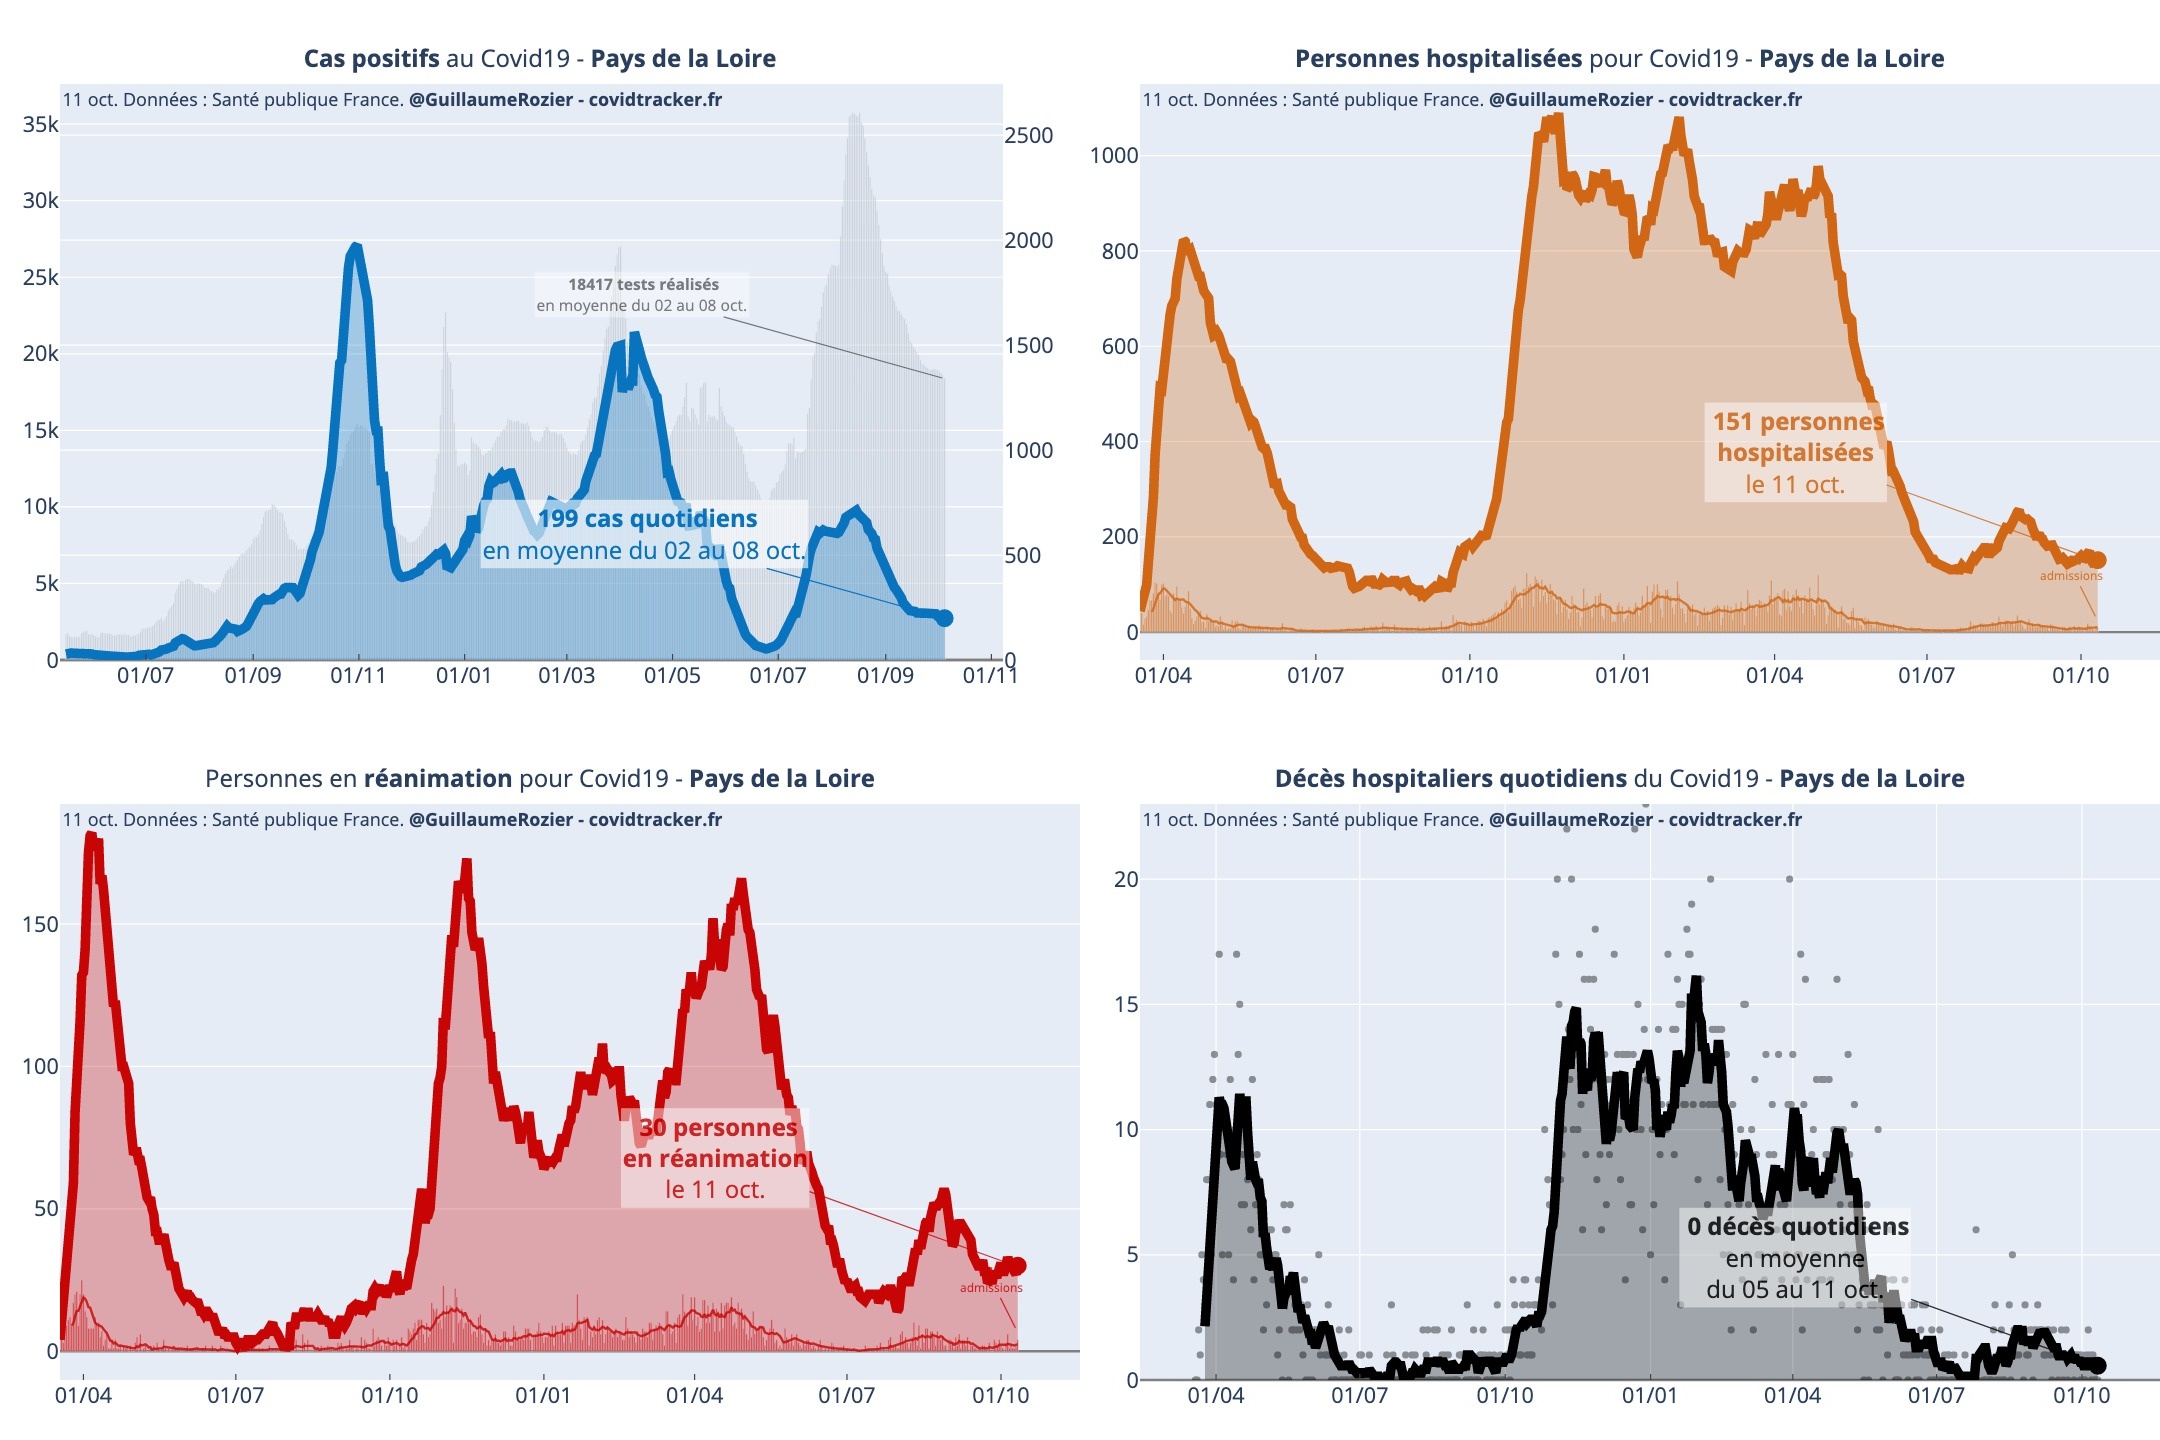 Cas positifs au Covid19 - Pays de la Loire
11 oct. Données : Santé publique France. @GuillaumeRozier - covidtracker.fr
35k
30k
25k
20k
15k
10k
5k
0
2500
2000
1500
1000
500
0
18417 tests réalisés
en moyenne du 02 au 08 oct.
199 cas quotidiens
en moyenne du 02 au 08 oct.
01/07 01/09 01/11 01/01 01/03 01/05 01/07 01/09 01/11
Personnes hospitalisées pour Covid19 - Pays de la Loire
11 oct. Données : Santé publique France. @GuillaumeRozier - covidtracker.fr
1000
800
600
400
200
0
151 personnes
hospitalisées
le 11 oct.
admissions
01/04 01/07 01/10 01/01 01/04 01/07 01/10
Personnes en réanimation pour Covid19 - Pays de la Loire
11 oct. Données : Santé publique France. @GuillaumeRozier - covidtracker.fr
150
100
50
0
30 personnes
en réanimation
le 11 oct.
admissions
01/04 01/07 01/10 01/01 01/04 01/07 01/10
Décès hospitaliers quotidiens du Covid19 - Pays de la Loire
11 oct. Données : Santé publique France. @GuillaumeRozier - covidtracker.fr
20
15
10
5
0
0 décès quotidiens
en moyenne
du 05 au 11 oct.
01/04 01/07 01/10 01/01 01/04 01/07 01/10